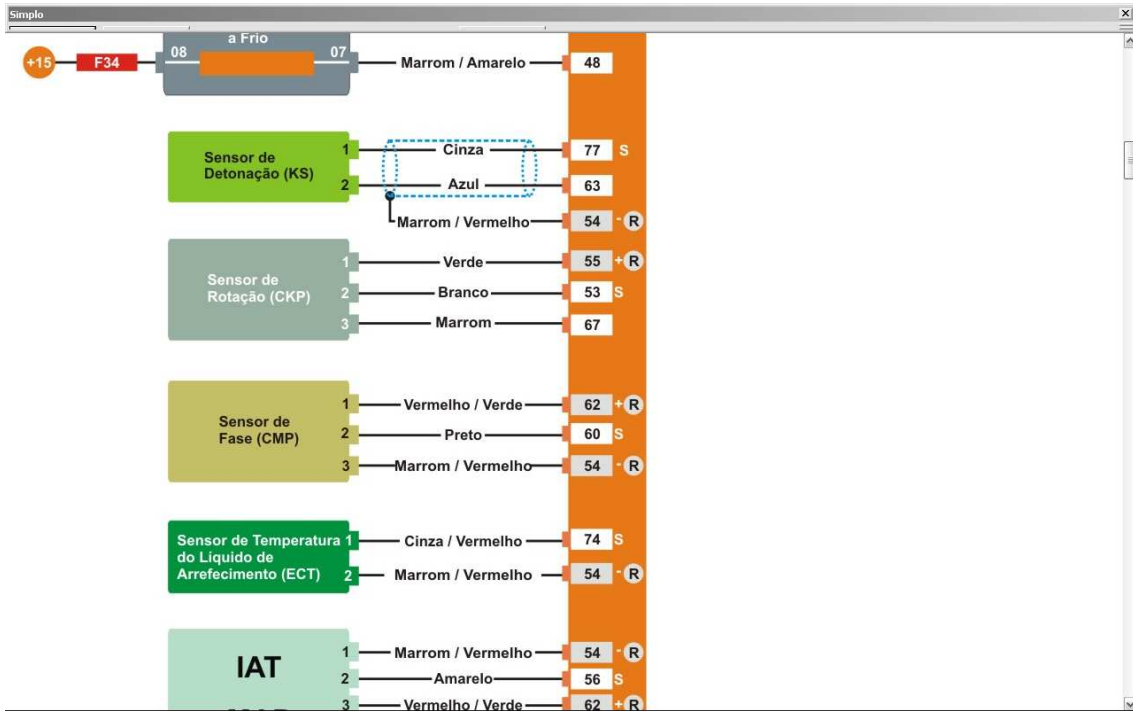 Simplo
a Frio
+15 F34 08 07 Marrom / Amarelo 48
Sensor de
Detonação (KS)
1 Cinza 77 S
2 Azul 63
Marrom / Vermelho 54 - R
Sensor de
Rotação (CKP)
1 Verde 55 + R
2 Branco 53 S
3 Marrom 67
Sensor de
Fase (CMP)
1 Vermelho / Verde 62 + R
2 Preto 60 S
3 Marrom / Vermelho 54 - R
Sensor de Temperatura
do Líquido de
Arrefecimento (ECT)
1 Cinza / Vermelho 74 S
2 Marrom / Vermelho 54 - R
IAT
1 Marrom / Vermelho 54 - R
2 Amarelo 56 S
3 Vermelho / Verde 62 + R